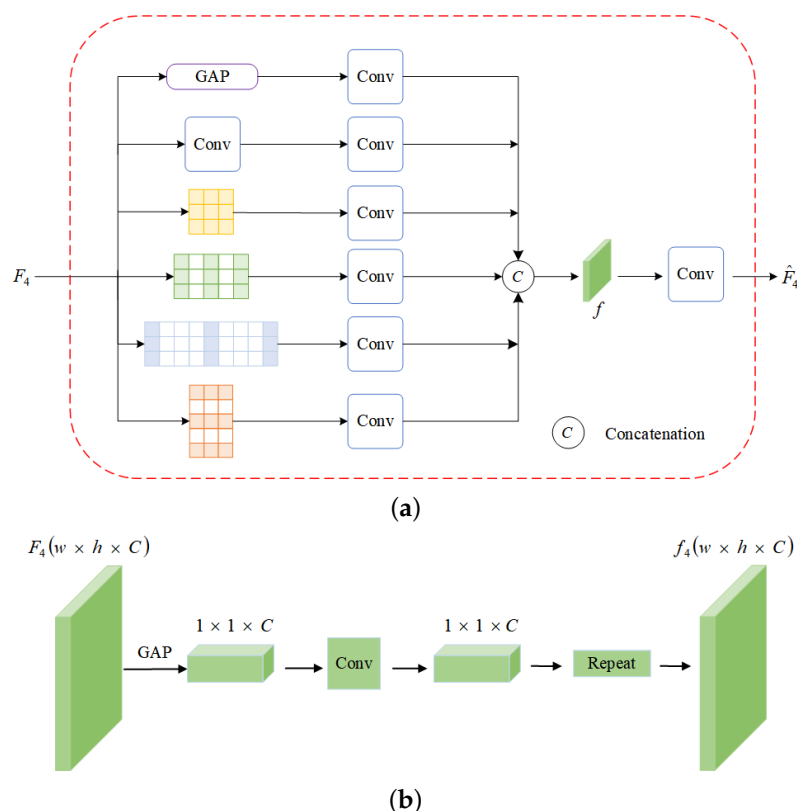 GAP
Conv
Conv
Conv
Conv
F₄
Conv
C
f
Conv
F̂₄
Conv
Conv
C
Concatenation
(a)
F₄(w × h × C)
f₄(w × h × C)
1 × 1 × C
1 × 1 × C
GAP
Conv
Repeat
(b)